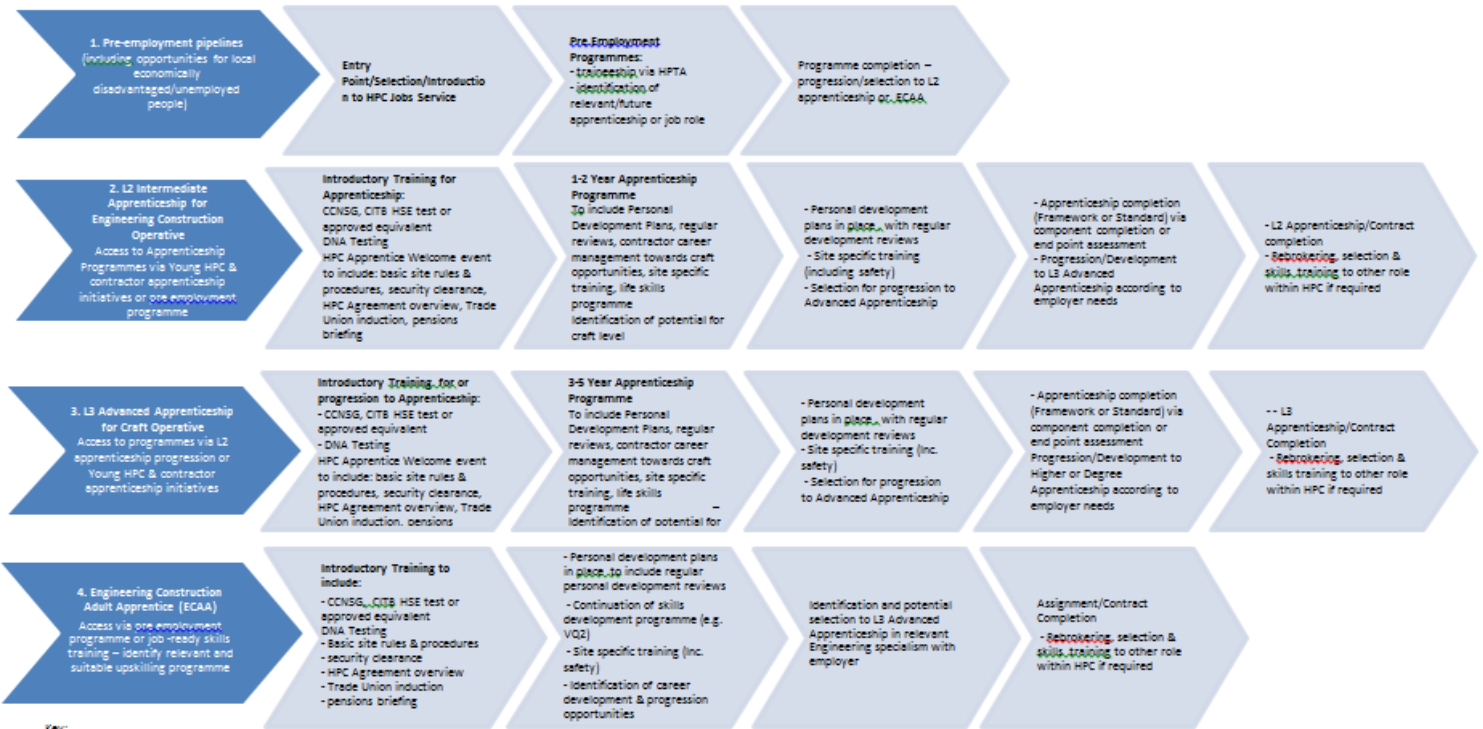 1. Pre-employment pipelines
(including opportunities for local
economically
disadvantaged/unemployed
people)
Entry
Point/Selection/Introductio
n to HPC Jobs Service
Pre Employment
Programmes:
- traineeship via HPTA
- identification of
relevant/future
apprenticeship or job role
Programme completion –
progression/selection to L2
apprenticeship or ECAA
2. L2 Intermediate
Apprenticeship for
Engineering Construction
Operative
Access to Apprenticeship
Programmes via Young HPC &
contractor apprenticeship
initiatives or pre employment
programme
Introductory Training for
Apprenticeship:
CCNSG, CITB HSE test or
approved equivalent
DNA Testing
HPC Apprentice Welcome event
to include: basic site rules &
procedures, security clearance,
HPC Agreement overview, Trade
Union induction, pensions
briefing
1-2 Year Apprenticeship
Programme
To include Personal
Development Plans, regular
reviews, contractor career
management towards craft
opportunities, site specific
training, life skills
programme
Identification of potential for
craft level
- Personal development
plans in place, with regular
development reviews
- Site specific training
(including safety)
- Selection for progression to
Advanced Apprenticeship
- Apprenticeship completion
(Framework or Standard) via
component completion or
end point assessment
- Progression/Development
to L3 Advanced
Apprenticeship according to
employer needs
- L2 Apprenticeship/Contract
completion
- Rebrokering, selection &
skills training to other role
within HPC if required
3. L3 Advanced Apprenticeship
for Craft Operative
Access to programmes via L2
apprenticeship progression or
Young HPC & contractor
apprenticeship initiatives
Introductory Training for or
progression to Apprenticeship:
- CCNSG, CITB HSE test or
approved equivalent
- DNA Testing
HPC Apprentice Welcome event
to include: basic site rules &
procedures, security clearance,
HPC Agreement overview, Trade
Union induction, pensions
3-5 Year Apprenticeship
Programme
To include Personal
Development Plans, regular
reviews, contractor career
management towards craft
opportunities, site specific
training, life skills
programme –
Identification of potential for
- Personal development
plans in place, with regular
development reviews
- Site specific training (Inc.
safety)
- Selection for progression
to Advanced Apprenticeship
- Apprenticeship completion
(Framework or Standard) via
component completion or
end point assessment
Progression/Development to
Higher or Degree
Apprenticeship according to
employer needs
- - L3
Apprenticeship/Contract
Completion
- Rebrokering, selection &
skills training to other role
within HPC if required
4. Engineering Construction
Adult Apprentice (ECAA)
Access via pre employment
programme or job -ready skills
training – identify relevant and
suitable upskilling programme
Introductory Training to
include:
- CCNSG, CITB HSE test or
approved equivalent
DNA Testing
- Basic site rules & procedures
- security clearance
- HPC Agreement overview
- Trade Union induction
- pensions briefing
- Personal development plans
in place to include regular
personal development reviews
- Continuation of skills
development programme (e.g.
VQ2)
- Site specific training (Inc.
safety)
- Identification of career
development & progression
opportunities
Identification and potential
selection to L3 Advanced
Apprenticeship in relevant
Engineering specialism with
employer
Assignment/Contract
Completion
- Rebrokering, selection &
skills training to other role
within HPC if required